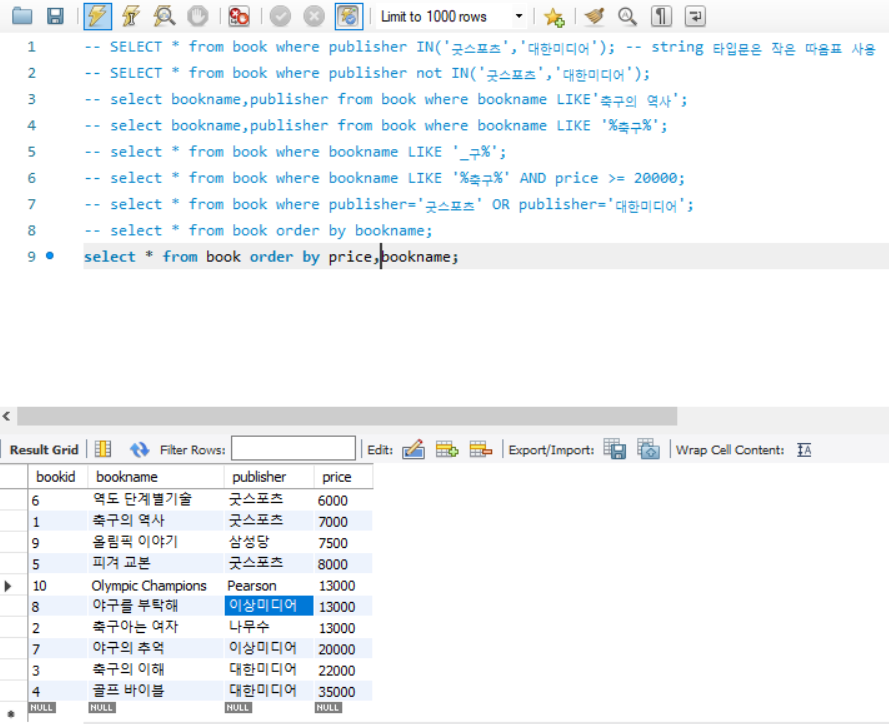 Limit to 1000 rows
1 -- SELECT * from book where publisher IN('굿스포츠','대한미디어'); -- string 타입문은 작은 따옴표 사용
2 -- SELECT * from book where publisher not IN('굿스포츠','대한미디어');
3 -- select bookname,publisher from book where bookname LIKE'축구의 역사';
4 -- select bookname,publisher from book where bookname LIKE '%축구%';
5 -- select * from book where bookname LIKE '_구%';
6 -- select * from book where bookname LIKE '%축구%' AND price >= 20000;
7 -- select * from book where publisher='굿스포츠' OR publisher='대한미디어';
8 -- select * from book order by bookname;
9 select * from book order by price,bookname;
Result Grid Filter Rows: Edit: Export/Import: Wrap Cell Content:
bookid bookname publisher price
6 역도 단계별기술 굿스포츠 6000
1 축구의 역사 굿스포츠 7000
9 올림픽 이야기 삼성당 7500
5 피겨 교본 굿스포츠 8000
10 Olympic Champions Pearson 13000
8 야구를 부탁해 이상미디어 13000
2 축구아는 여자 나무수 13000
7 야구의 추억 이상미디어 20000
3 축구의 이해 대한미디어 22000
4 골프 바이블 대한미디어 35000
NULL NULL NULL NULL